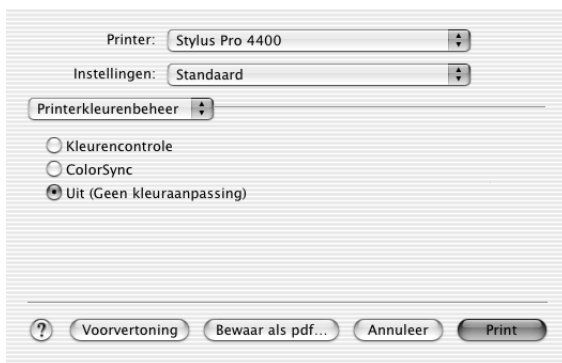 Printer: Stylus Pro 4400
Instellingen: Standaard
Printerkleurenbeheer
Kleurencontrole
ColorSync
Uit (Geen kleuraanpassing)
? Voorvertoning Bewaar als pdf... Annuleer Print